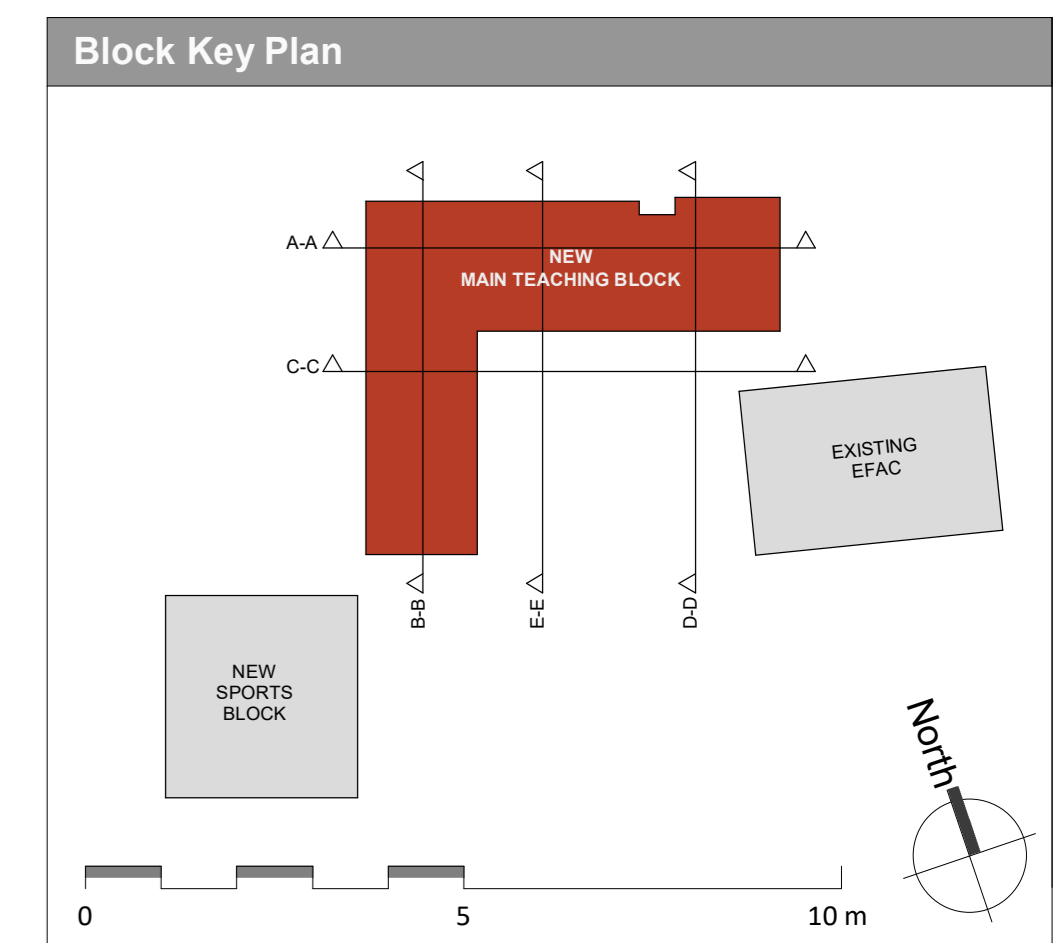 Block Key Plan
A-A
NEW
MAIN TEACHING BLOCK
C-C
EXISTING
EFAC
B-B
E-E
D-D
NEW
SPORTS
BLOCK
North
0
5
10 m